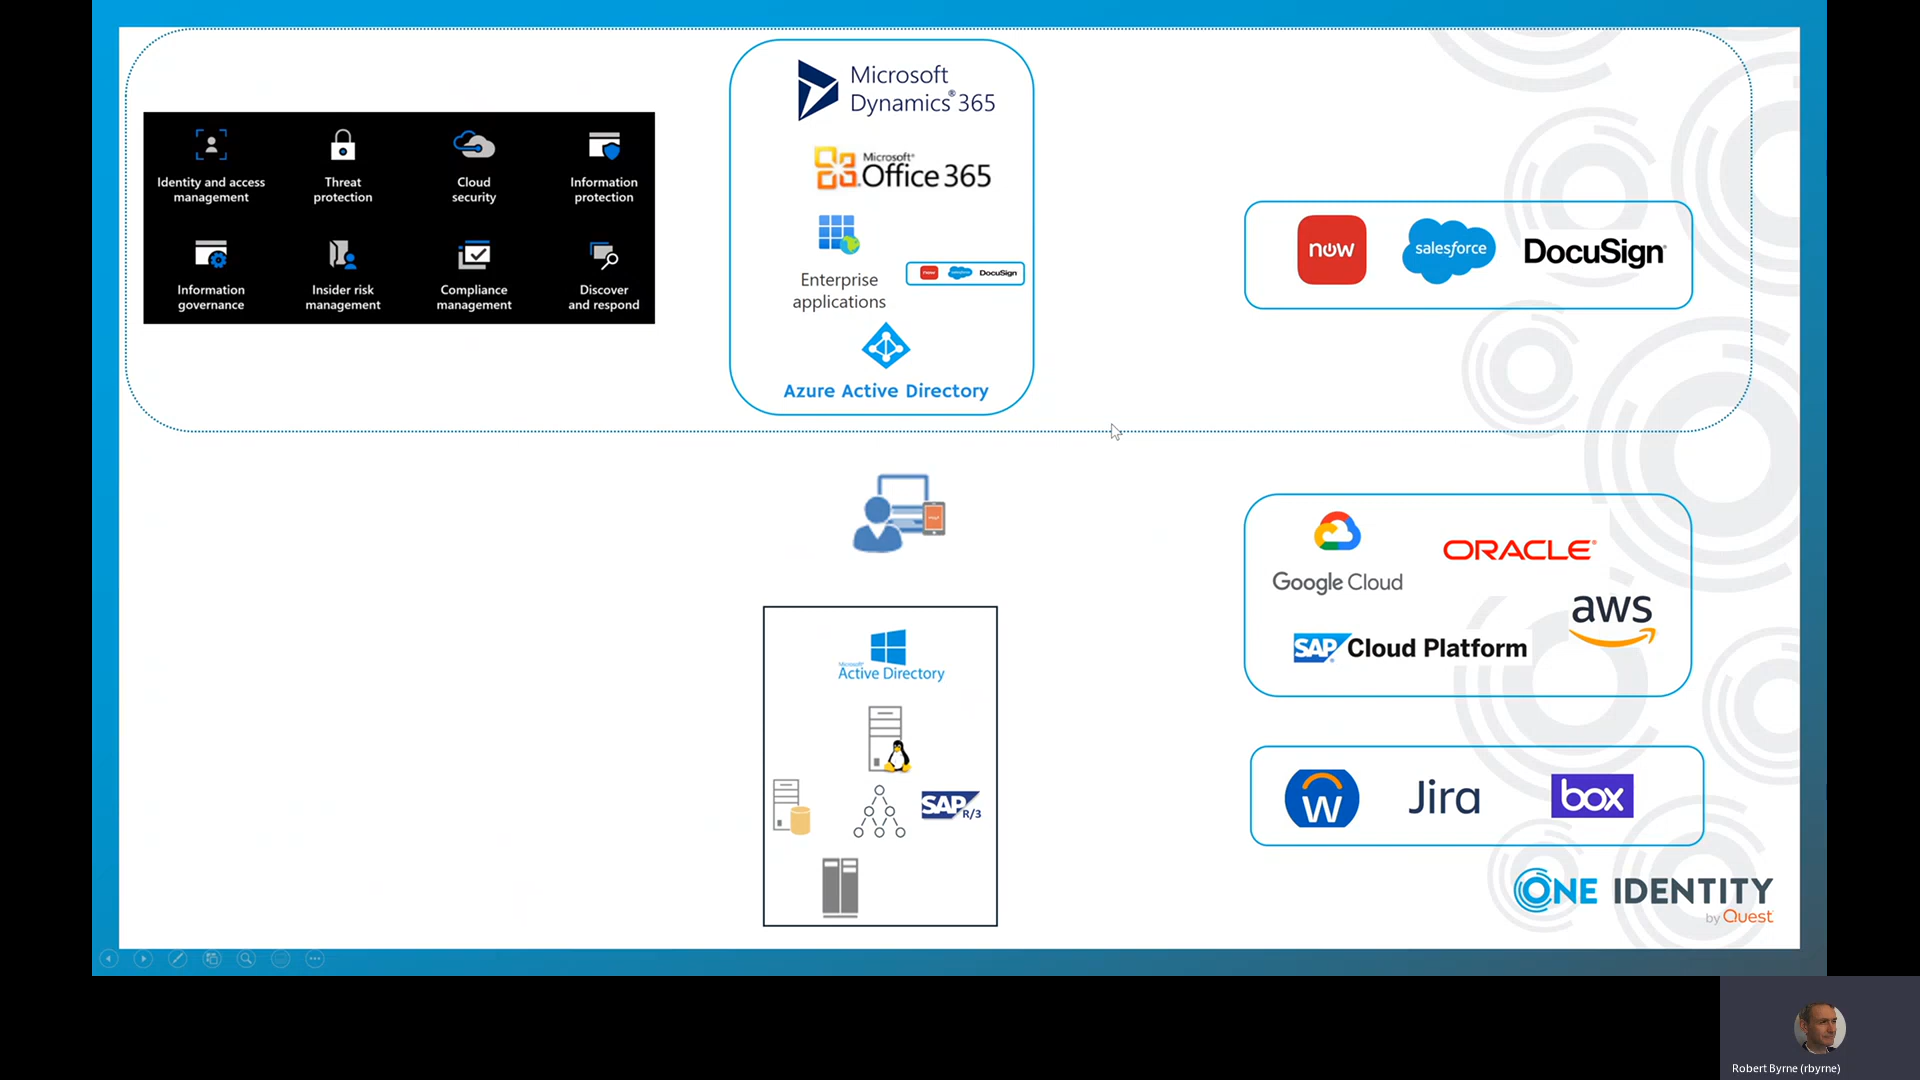 Identity and access
management
Threat
protection
Cloud
security
Information
protection
Information
governance
Insider risk
management
Compliance
management
Discover
and respond
Microsoft
Dynamics® 365
Microsoft®
Office 365
Enterprise
applications
now
salesforce
DocuSign
Azure Active Directory
now
salesforce
DocuSign
Google Cloud
ORACLE®
aws
SAP Cloud Platform
Microsoft®
Active Directory
SAP
R/3
W
Jira
box
ONE IDENTITY
by Quest
Robert Byrne (rbyrne)